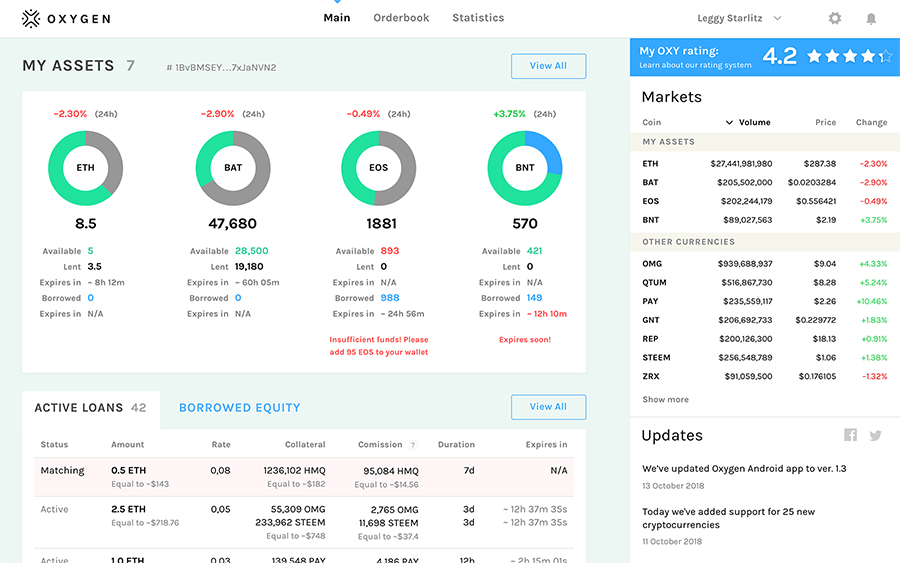 OXYGEN
Main Orderbook Statistics
Leggy Starlitz
MY ASSETS 7 # 1BvBMSEY...7xJaNVN2
View All
−2.30% (24h)
ETH
8.5
Available 5
Lent 3.5
Expires in ~ 8h 12m
Borrowed 0
Expires in N/A
−2.90% (24h)
BAT
47,680
Available 28,500
Lent 19,180
Expires in ~ 60h 05m
Borrowed 0
Expires in N/A
−0.49% (24h)
EOS
1881
Available 893
Lent 0
Expires in N/A
Borrowed 988
Expires in ~ 24h 56m
Insufficient funds! Please
add 95 EOS to your wallet
+3.75% (24h)
BNT
570
Available 421
Lent 0
Expires in N/A
Borrowed 149
Expires in ~ 12h 10m
Expires soon!
ACTIVE LOANS 42 BORROWED EQUITY
View All
Status Amount Rate Collateral Comission ? Duration Expires in
Matching 0.5 ETH 0,08 1236,102 HMQ 95,084 HMQ 7d N/A
Equal to ~$143 Equal to ~$182 Equal to ~$14.56
Active 2.5 ETH 0,05 55,309 OMG 2,765 OMG 3d ~ 12h 37m 35s
Equal to ~$718.76 233,962 STEEM 11,698 STEEM 3d ~ 12h 37m 35s
Equal to ~$748 Equal to ~$37.4
Active 1.0 ETH 0,03 139,548 PAY 4,186 PAY 12h ~ 2h 15m 01s
My OXY rating:
Learn about our rating system
4.2
Markets
Coin Volume Price Change
MY ASSETS
ETH $27,441,981,980 $287.38 −2.30%
BAT $205,502,000 $0.0203284 −2.90%
EOS $202,244,179 $0.556421 −0.49%
BNT $89,027,563 $2.19 +3.75%
OTHER CURRENCIES
OMG $939,688,937 $9.04 +4.33%
QTUM $516,867,730 $8.28 +5.24%
PAY $235,559,117 $2.26 +10.46%
GNT $206,692,733 $0.229772 +1.83%
REP $200,126,300 $18.13 +0.91%
STEEM $256,548,789 $1.06 +1.38%
ZRX $91,059,500 $0.176105 −1.32%
Show more
Updates
We've updated Oxygen Android app to ver. 1.3
13 October 2018
Today we've added support for 25 new
cryptocurrencies
11 October 2018